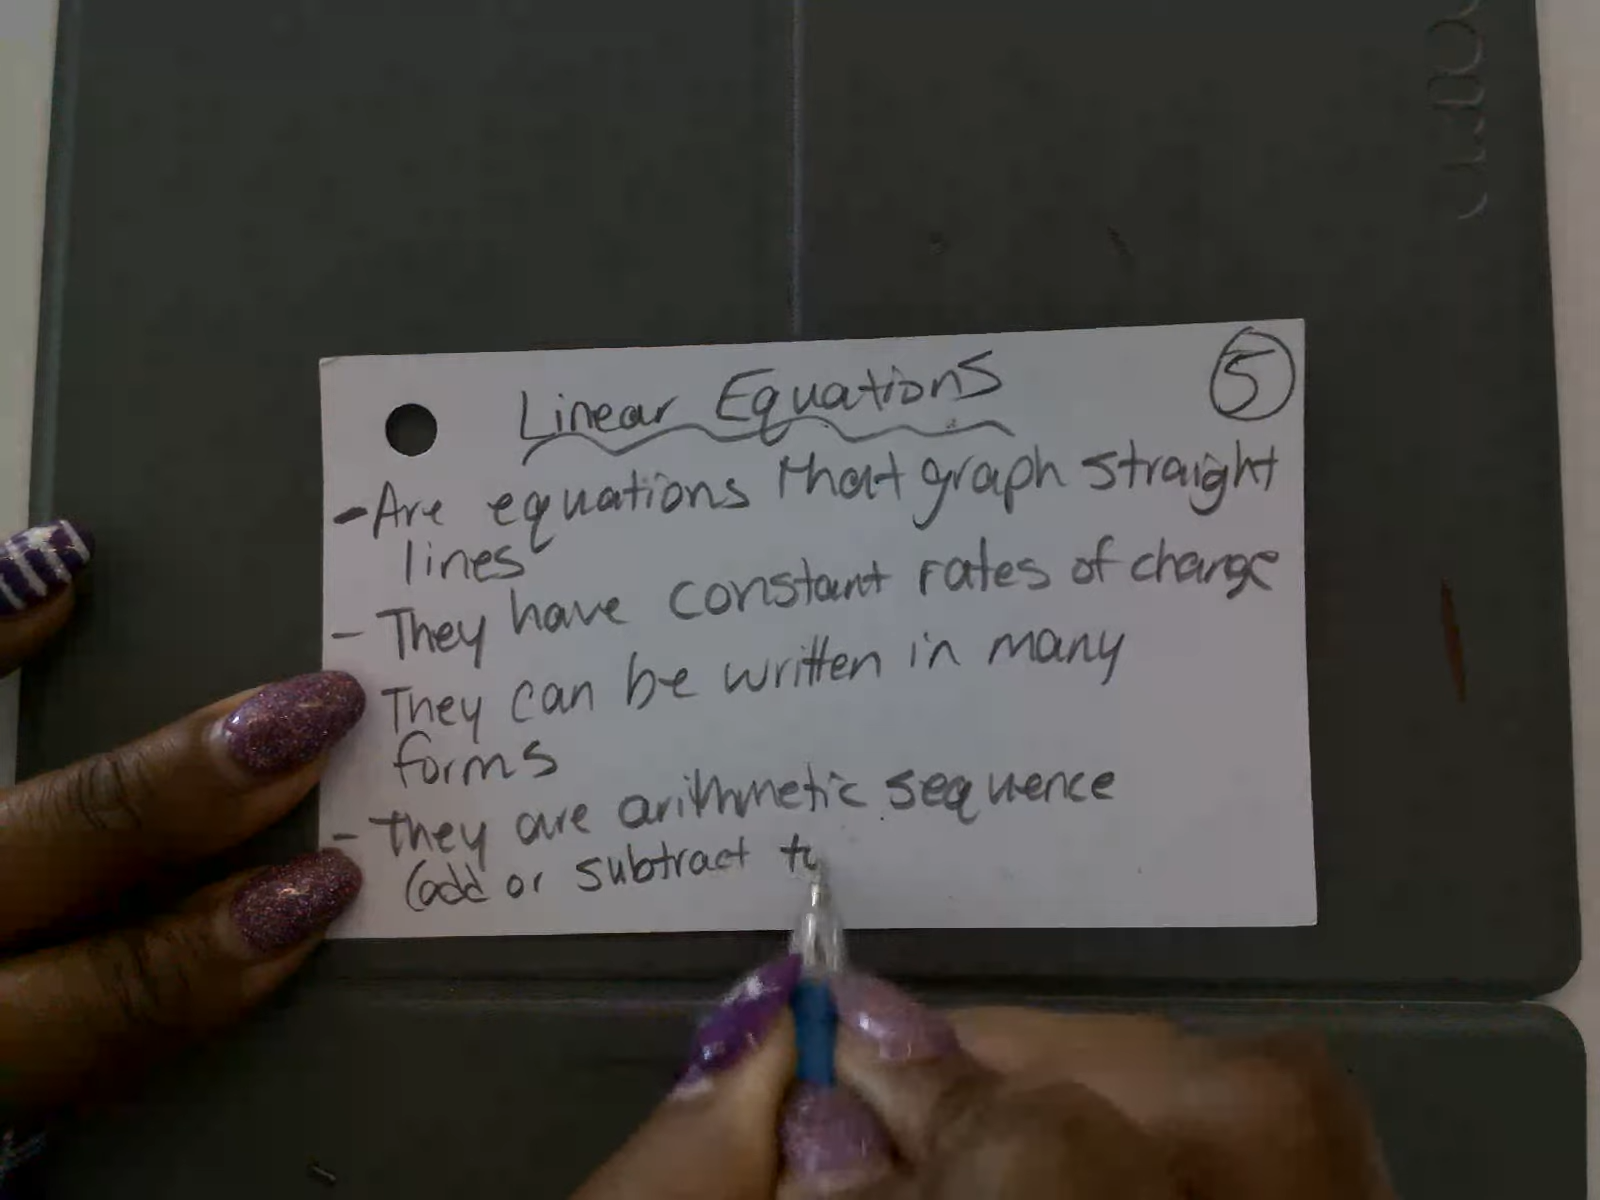 Linear Equations
5
- Are equations that graph straight
lines
- They have constant rates of change
They can be written in many
forms
- They are arithmetic sequence
(add or subtract